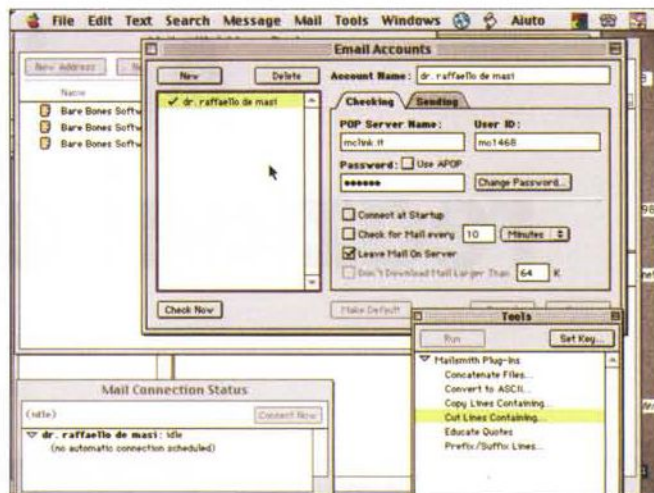 File Edit Text Search Message Mail Tools Windows Aiuto
New Address
Name
Bare Bones Softw
Bare Bones Softw
Bare Bones Softw
Email Accounts
New Delete
Account Name: dr. raffaello de masi
✓ dr. raffaello de masi
Checking Sending
POP Server Name: User ID:
mclink.it mc1468
Password: Use APOP
•••••• Change Password...
Connect at Startup
Check for Mail every 10 Minutes
Leave Mail On Server
Don't Download Mail Larger Than 64 K
Check Now
Make Default
Tools
Run Set Key...
Mailsmith Plug-Ins
Concatenate Files...
Convert to ASCII...
Copy Lines Containing...
Cut Lines Containing...
Educate Quotes
Prefix/Suffix Lines...
Mail Connection Status
(idle) Connect Now
dr. raffaello de masi: idle
(no automatic connection scheduled)